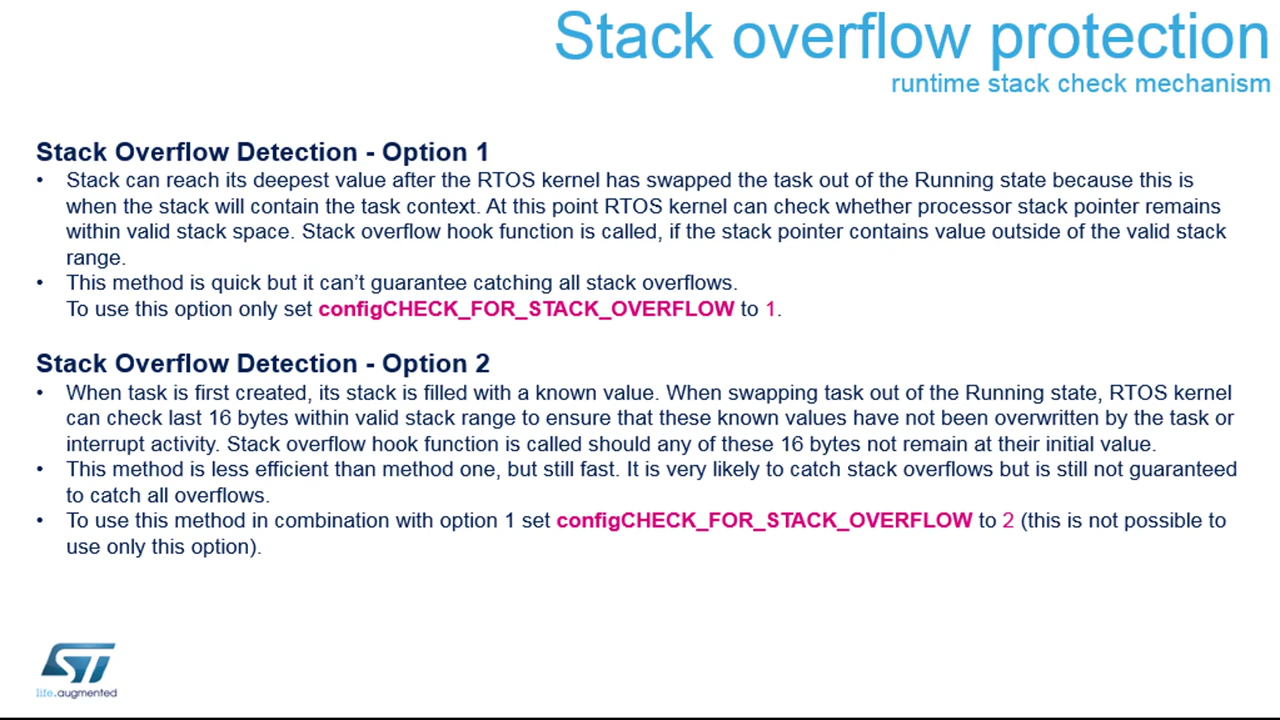 Stack overflow protection
runtime stack check mechanism
Stack Overflow Detection - Option 1
• Stack can reach its deepest value after the RTOS kernel has swapped the task out of the Running state because this is
when the stack will contain the task context. At this point RTOS kernel can check whether processor stack pointer remains
within valid stack space. Stack overflow hook function is called, if the stack pointer contains value outside of the valid stack
range.
• This method is quick but it can't guarantee catching all stack overflows.
To use this option only set configCHECK_FOR_STACK_OVERFLOW to 1.
Stack Overflow Detection - Option 2
• When task is first created, its stack is filled with a known value. When swapping task out of the Running state, RTOS kernel
can check last 16 bytes within valid stack range to ensure that these known values have not been overwritten by the task or
interrupt activity. Stack overflow hook function is called should any of these 16 bytes not remain at their initial value.
• This method is less efficient than method one, but still fast. It is very likely to catch stack overflows but is still not guaranteed
to catch all overflows.
• To use this method in combination with option 1 set configCHECK_FOR_STACK_OVERFLOW to 2 (this is not possible to
use only this option).
ST
life.augmented